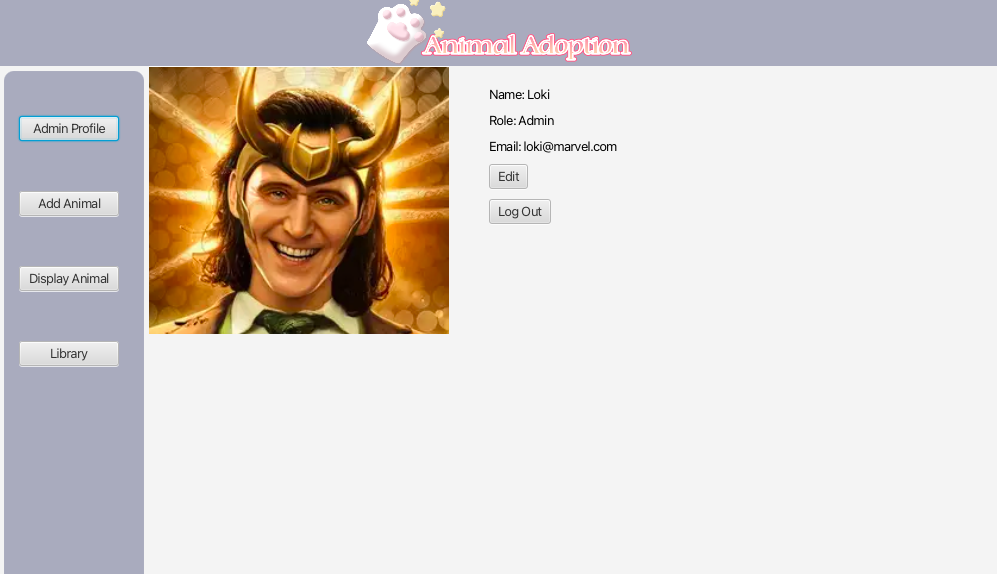 Animal Adoption
Admin Profile
Add Animal
Display Animal
Library
Name: Loki
Role: Admin
Email: loki@marvel.com
Edit
Log Out